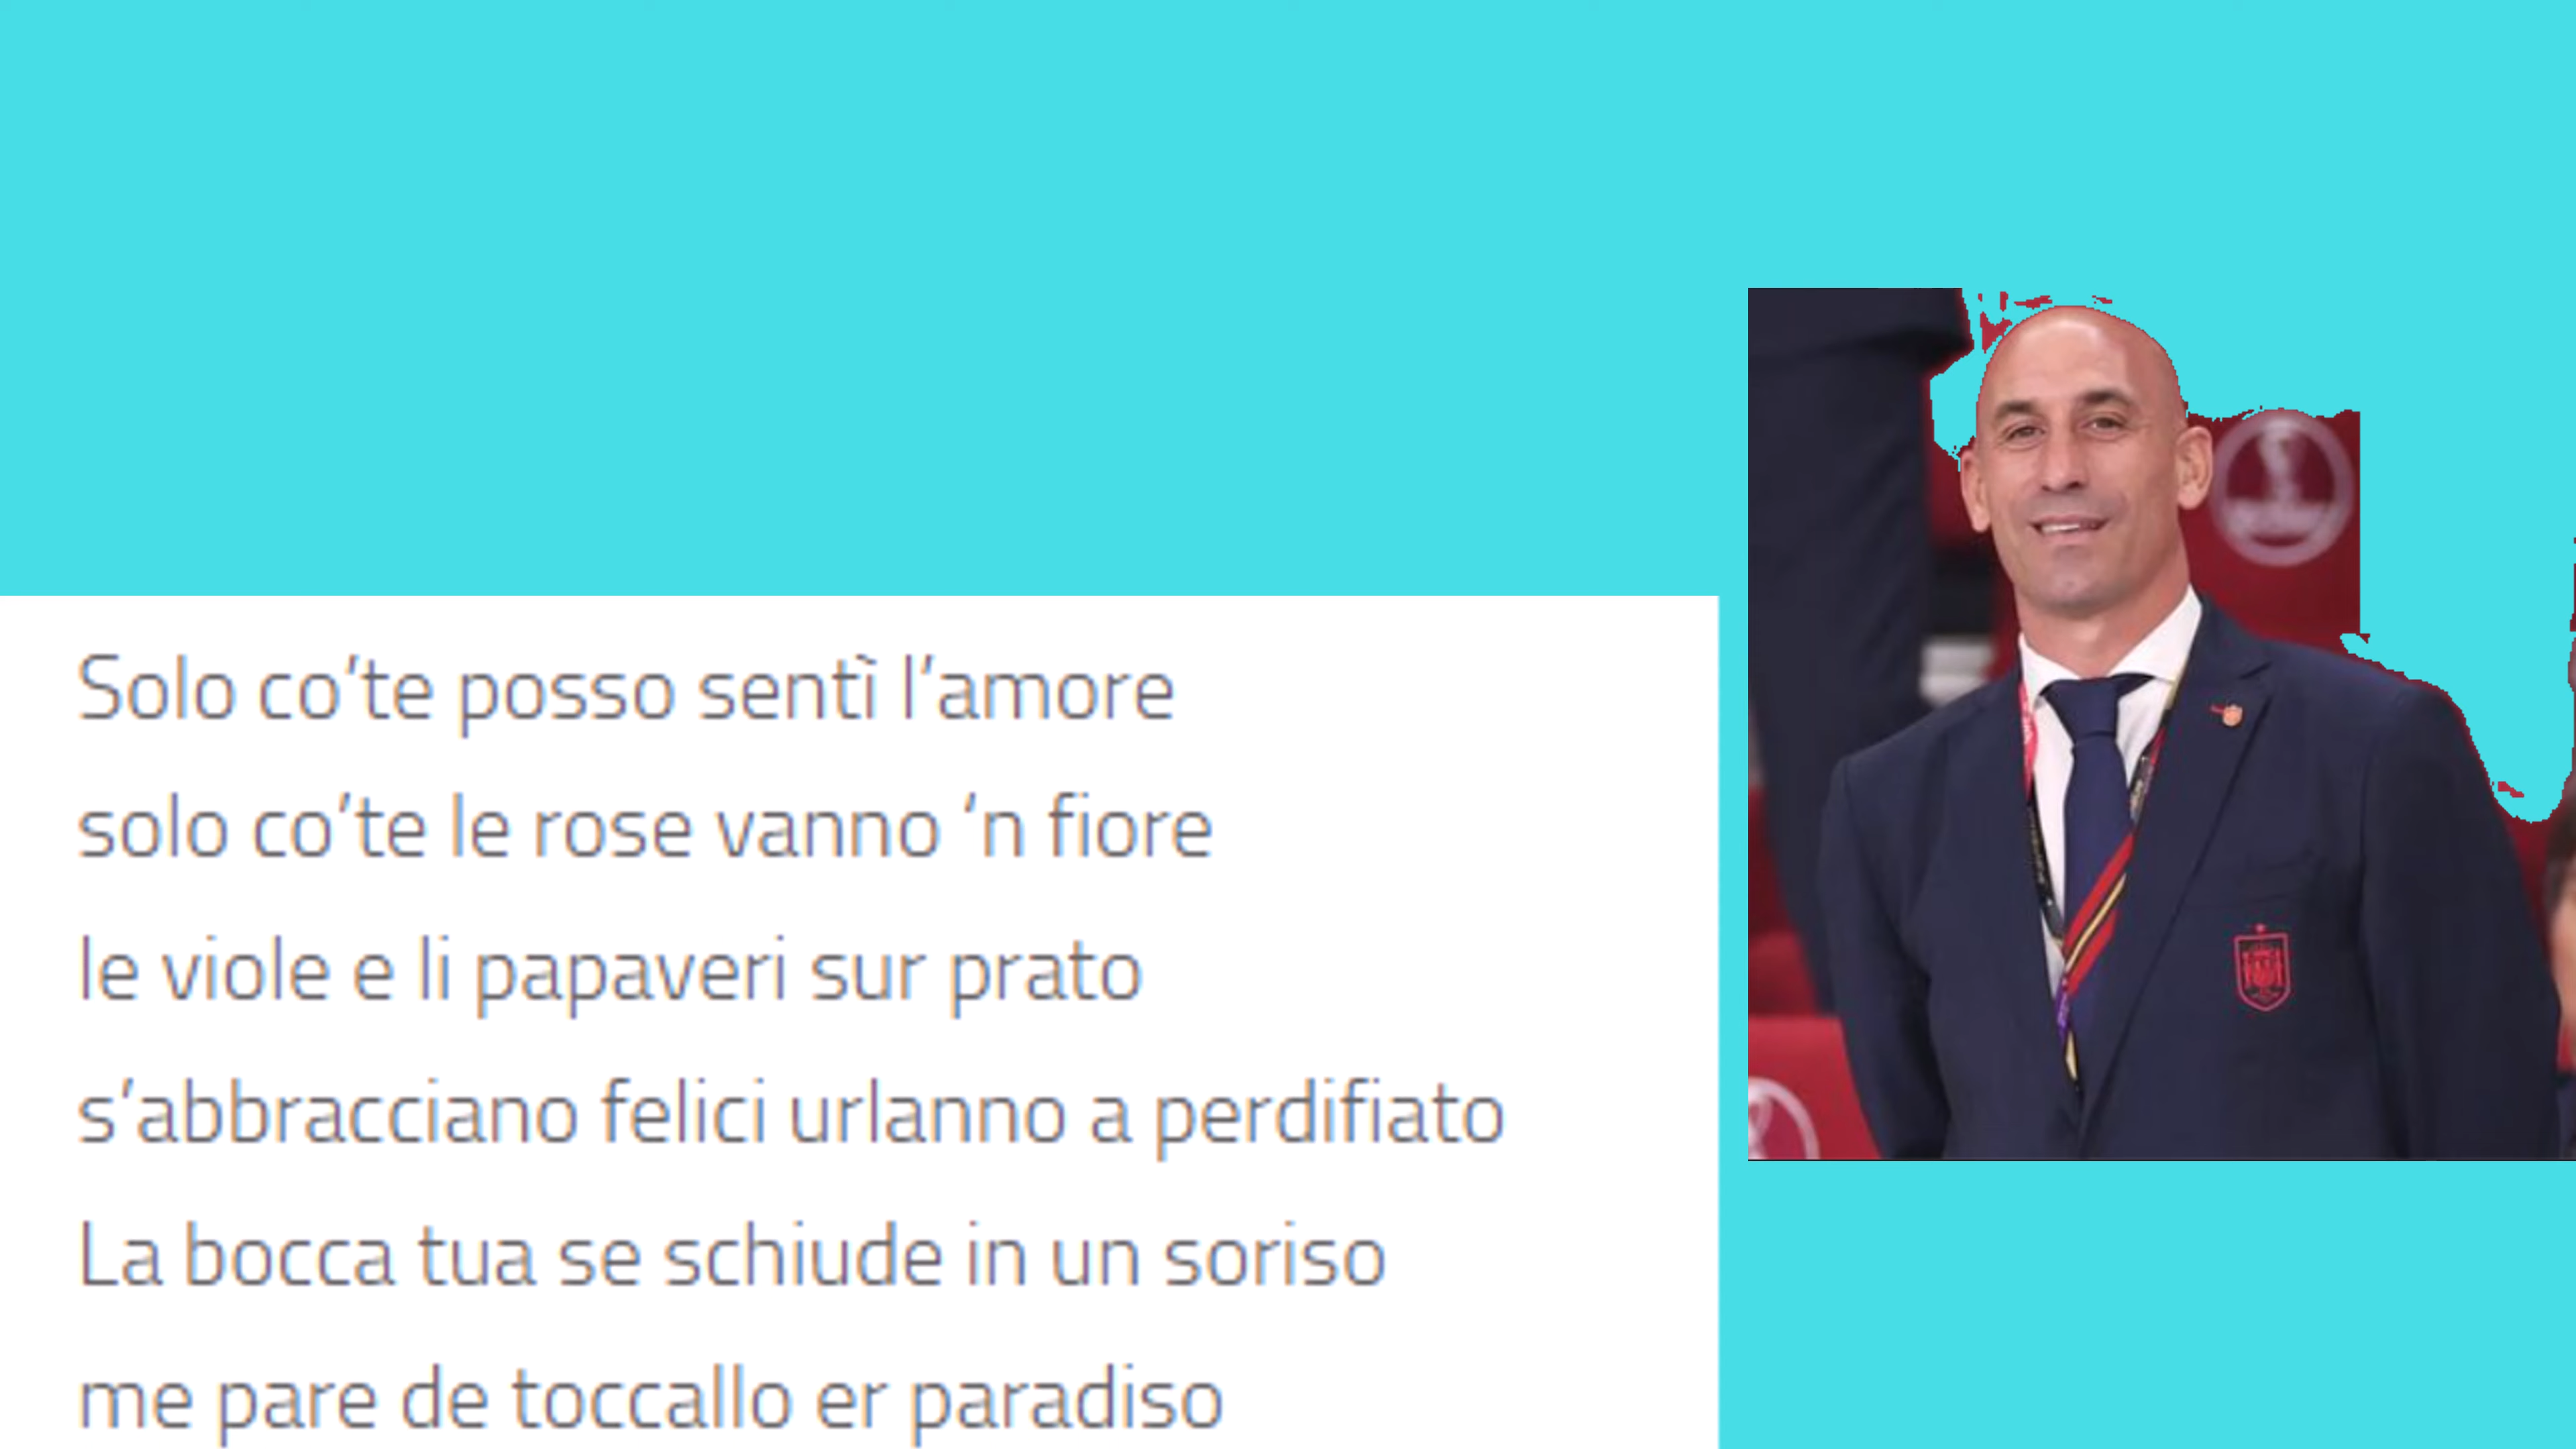 Solo co’te posso sentì l’amore
solo co’te le rose vanno ‘n fiore
le viole e li papaveri sur prato
s’abbracciano felici urlanno a perdifiato
La bocca tua se schiude in un soriso
me pare de toccallo er paradiso